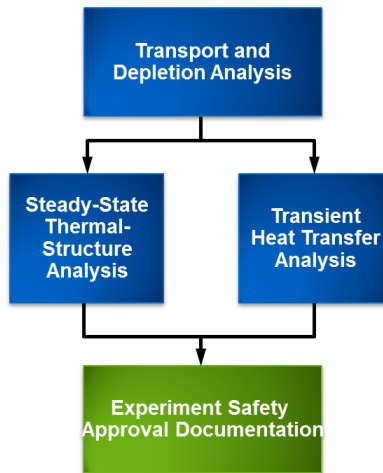 Transport and
Depletion Analysis
Steady-State
Thermal-
Structure
Analysis
Transient
Heat Transfer
Analysis
Experiment Safety
Approval Documentation